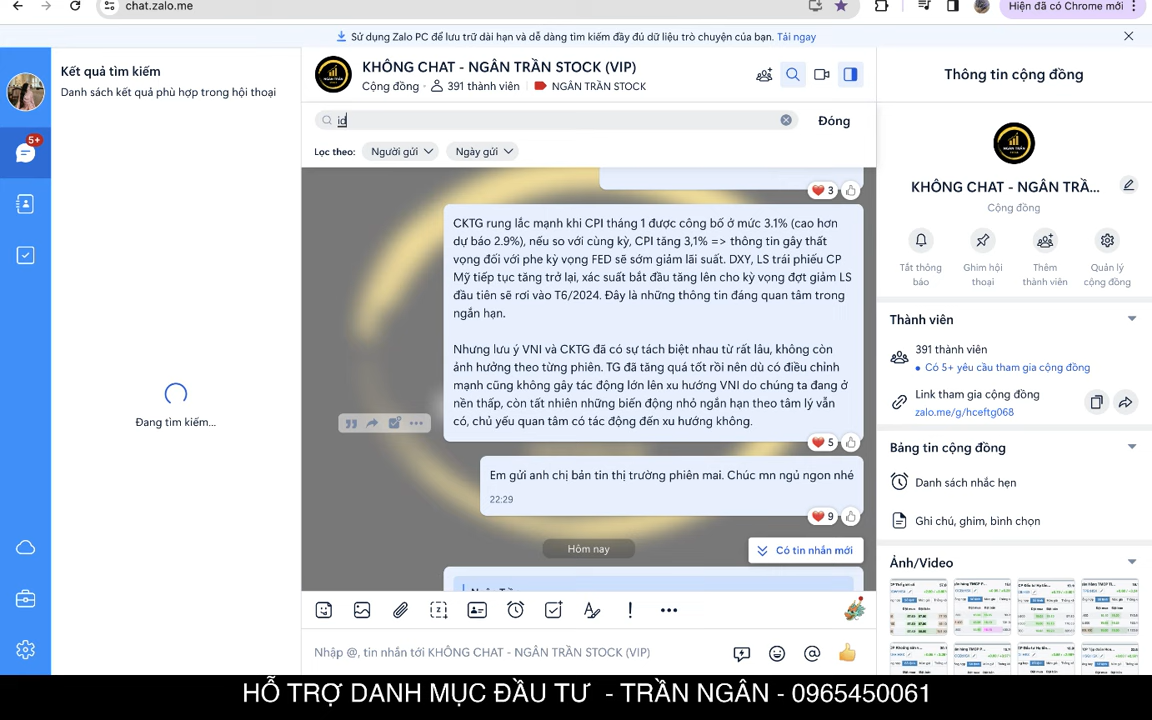 chat.zalo.me
Hiện đã có Chrome mới
Sử dụng Zalo PC để lưu trữ dài hạn và dễ dàng tìm kiếm đầy đủ dữ liệu trò chuyện của bạn. Tải ngay
Kết quả tìm kiếm
Danh sách kết quả phù hợp trong hội thoại
5+
Đang tìm kiếm...
KHÔNG CHAT - NGÂN TRẦN STOCK (VIP)
Cộng đồng · 391 thành viên NGÂN TRẦN STOCK
id
Đóng
Lọc theo: Người gửi Ngày gửi
3
CKTG rung lắc mạnh khi CPI tháng 1 được công bố ở mức 3.1% (cao hơn
dự báo 2.9%), nếu so với cùng kỳ, CPI tăng 3,1% => thông tin gây thất
vọng đối với phe kỳ vọng FED sẽ sớm giảm lãi suất. DXY, LS trái phiếu CP
Mỹ tiếp tục tăng trở lại, xác suất bắt đầu tăng lên cho kỳ vọng đợt giảm LS
đầu tiên sẽ rơi vào T6/2024. Đây là những thông tin đáng quan tâm trong
ngắn hạn.
Nhưng lưu ý VNI và CKTG đã có sự tách biệt nhau từ rất lâu, không còn
ảnh hưởng theo từng phiên. TG đã tăng quá tốt rồi nên dù có điều chỉnh
mạnh cũng không gây tác động lớn lên xu hướng VNI do chúng ta đang ở
nền thấp, còn tất nhiên những biến động nhỏ ngắn hạn theo tâm lý vẫn
có, chủ yếu quan tâm có tác động đến xu hướng không.
5
Em gửi anh chị bản tin thị trường phiên mai. Chúc mn ngủ ngon nhé
22:29
9
Hôm nay
Có tin nhắn mới
Nhập @, tin nhắn tới KHÔNG CHAT - NGÂN TRẦN STOCK (VIP)
Thông tin cộng đồng
NGÂN TRẦN
KHÔNG CHAT - NGÂN TRẦ...
Cộng đồng
Tắt thông báo
Ghim hội thoại
Thêm thành viên
Quản lý cộng đồng
Thành viên
391 thành viên
• Có 5+ yêu cầu tham gia cộng đồng
Link tham gia cộng đồng
zalo.me/g/hceftg068
Bảng tin cộng đồng
Danh sách nhắc hẹn
Ghi chú, ghim, bình chọn
Ảnh/Video
HỖ TRỢ DANH MỤC ĐẦU TƯ - TRẦN NGÂN - 0965450061